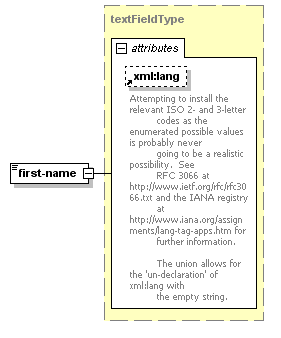 textFieldType
attributes
xml:lang
Attempting to install the
relevant ISO 2- and 3-letter
codes as the
enumerated possible values
is probably never
going to be a realistic
possibility. See
RFC 3066 at
http://www.ietf.org/rfc/rfc30
66.txt and the IANA registry
at
http://www.iana.org/assign
ments/lang-tag-apps.htm for
further information.
The union allows for
the 'un-declaration' of
xml:lang with
the empty string.
first-name